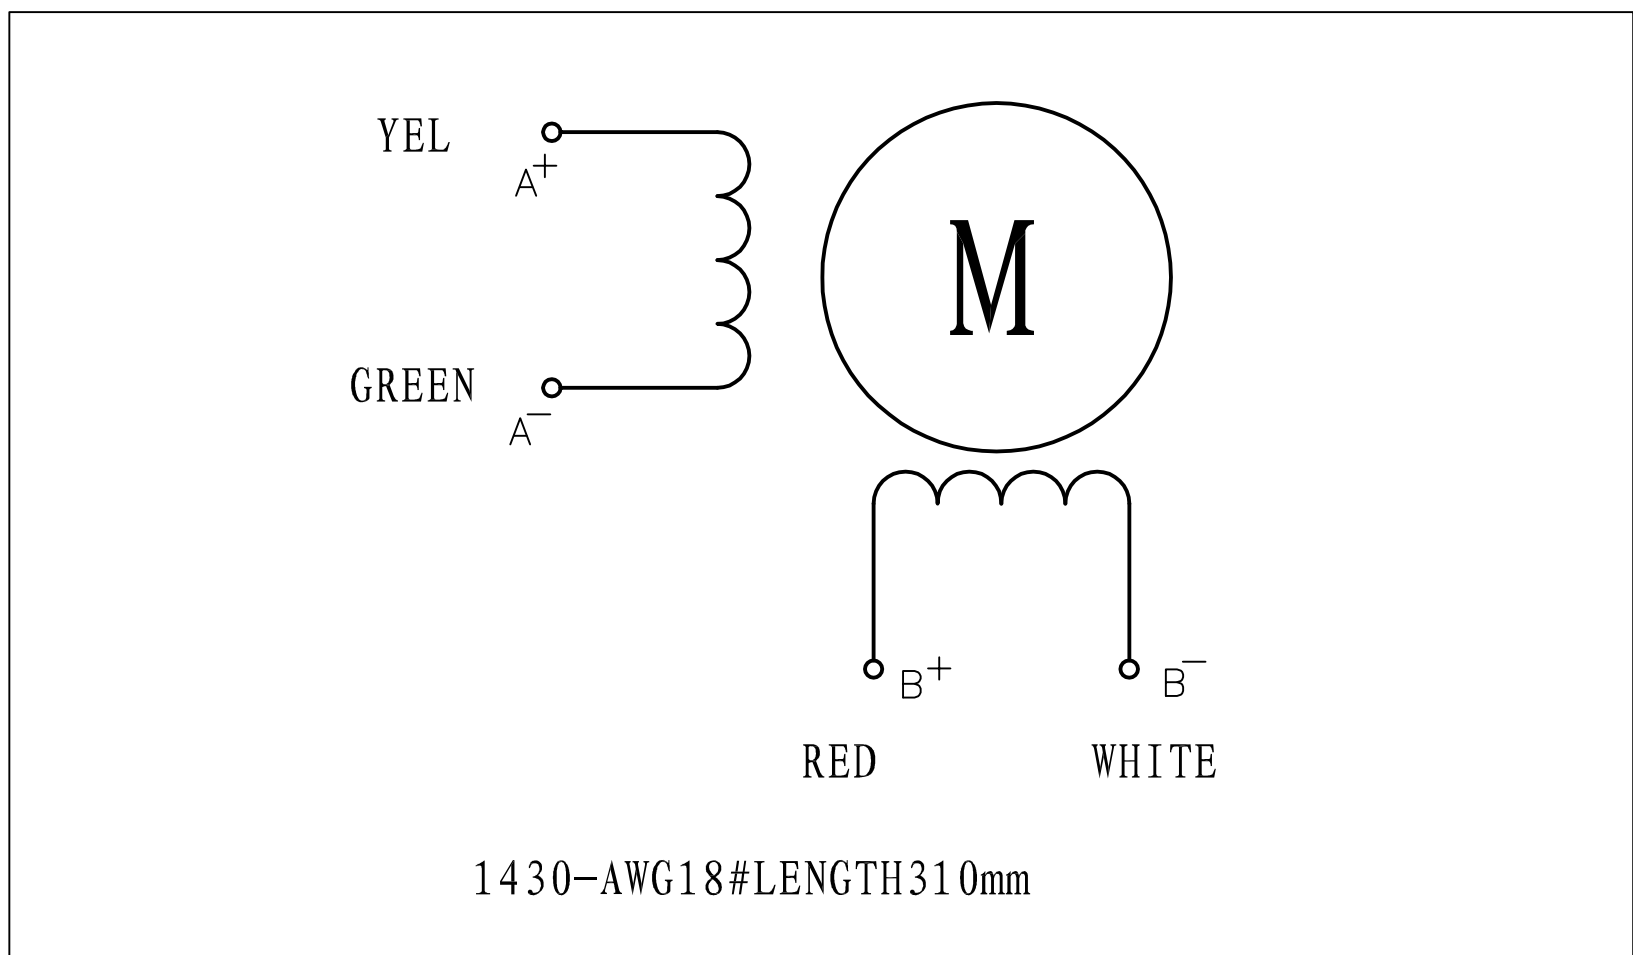 YEL
A+
M
GREEN
A-
B+
B-
RED
WHITE
1430-AWG18#LENGTH310mm